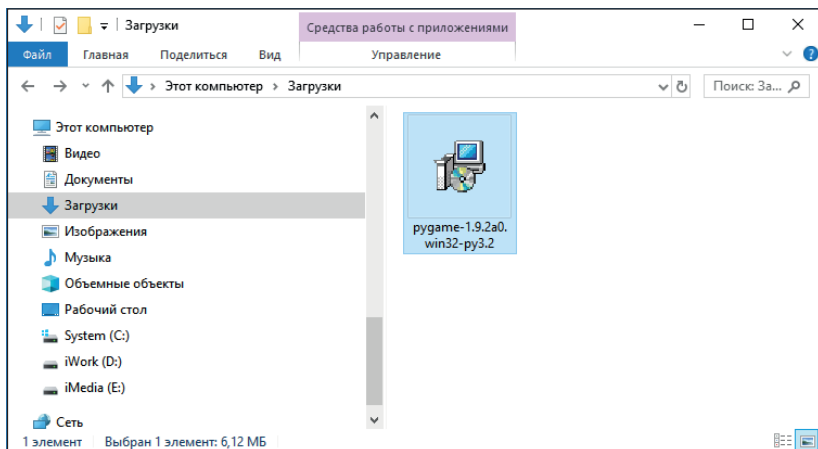 Загрузки
Средства работы с приложениями
Файл Главная Поделиться Вид Управление
Этот компьютер › Загрузки
Поиск: За...
Этот компьютер
Видео
Документы
Загрузки
Изображения
Музыка
Объемные объекты
Рабочий стол
System (C:)
iWork (D:)
iMedia (E:)
Сеть
pygame-1.9.2a0.
win32-py3.2
1 элемент Выбран 1 элемент: 6,12 МБ